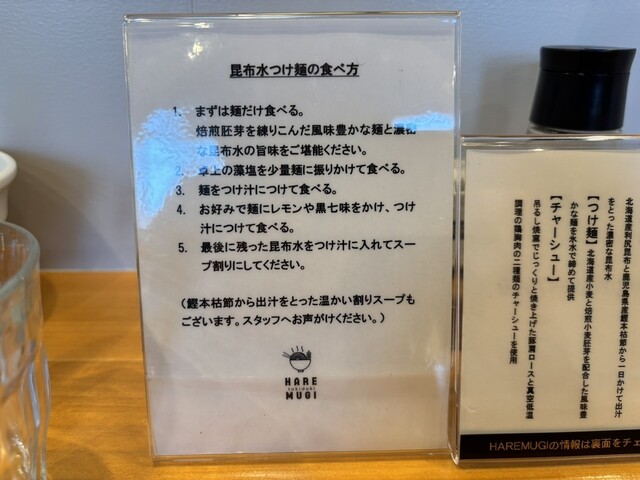 昆布水つけ麺の食べ方
1. まずは麺だけ食べる。
焙煎胚芽を練りこんだ風味豊かな麺と濃密
な昆布水の旨味をご堪能ください。
2. 卓上の藻塩を少量麺に振りかけて食べる。
3. 麺をつけ汁につけて食べる。
4. お好みで麺にレモンや黒七味をかけ、つけ
汁につけて食べる。
5. 最後に残った昆布水をつけ汁に入れてスー
プ割りにしてください。
(鰹本枯節から出汁をとった温かい割りスープも
ございます。スタッフへお声がけください。)
HARE
MUGI
北海道産利尻昆布と鹿児島県産鰹本枯節から一日かけて出汁
をとった濃密な昆布水
【つけ麺】北海道産小麦と焙煎小麦胚芽を配合した風味豊
かな麺を氷水で締めて提供
【チャーシュー】
吊るし焼窯でじっくりと焼き上げた豚肩ロースと真空低温
調理の鶏胸肉の二種類のチャーシューを使用
HAREMUGIの情報は裏面をチェ